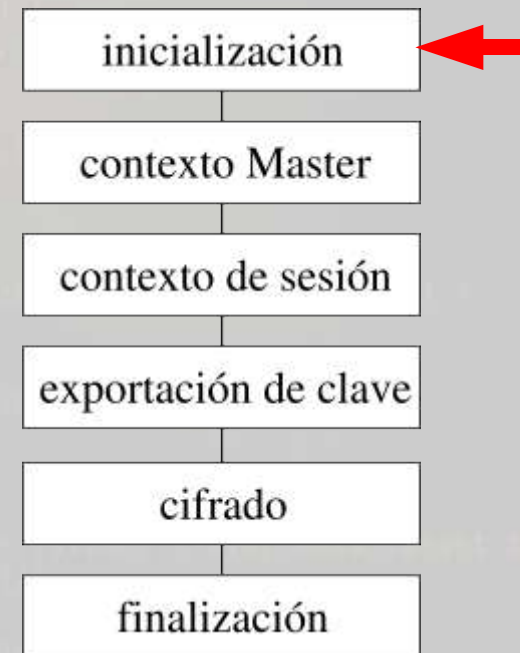 inicialización
contexto Master
contexto de sesión
exportación de clave
cifrado
finalización